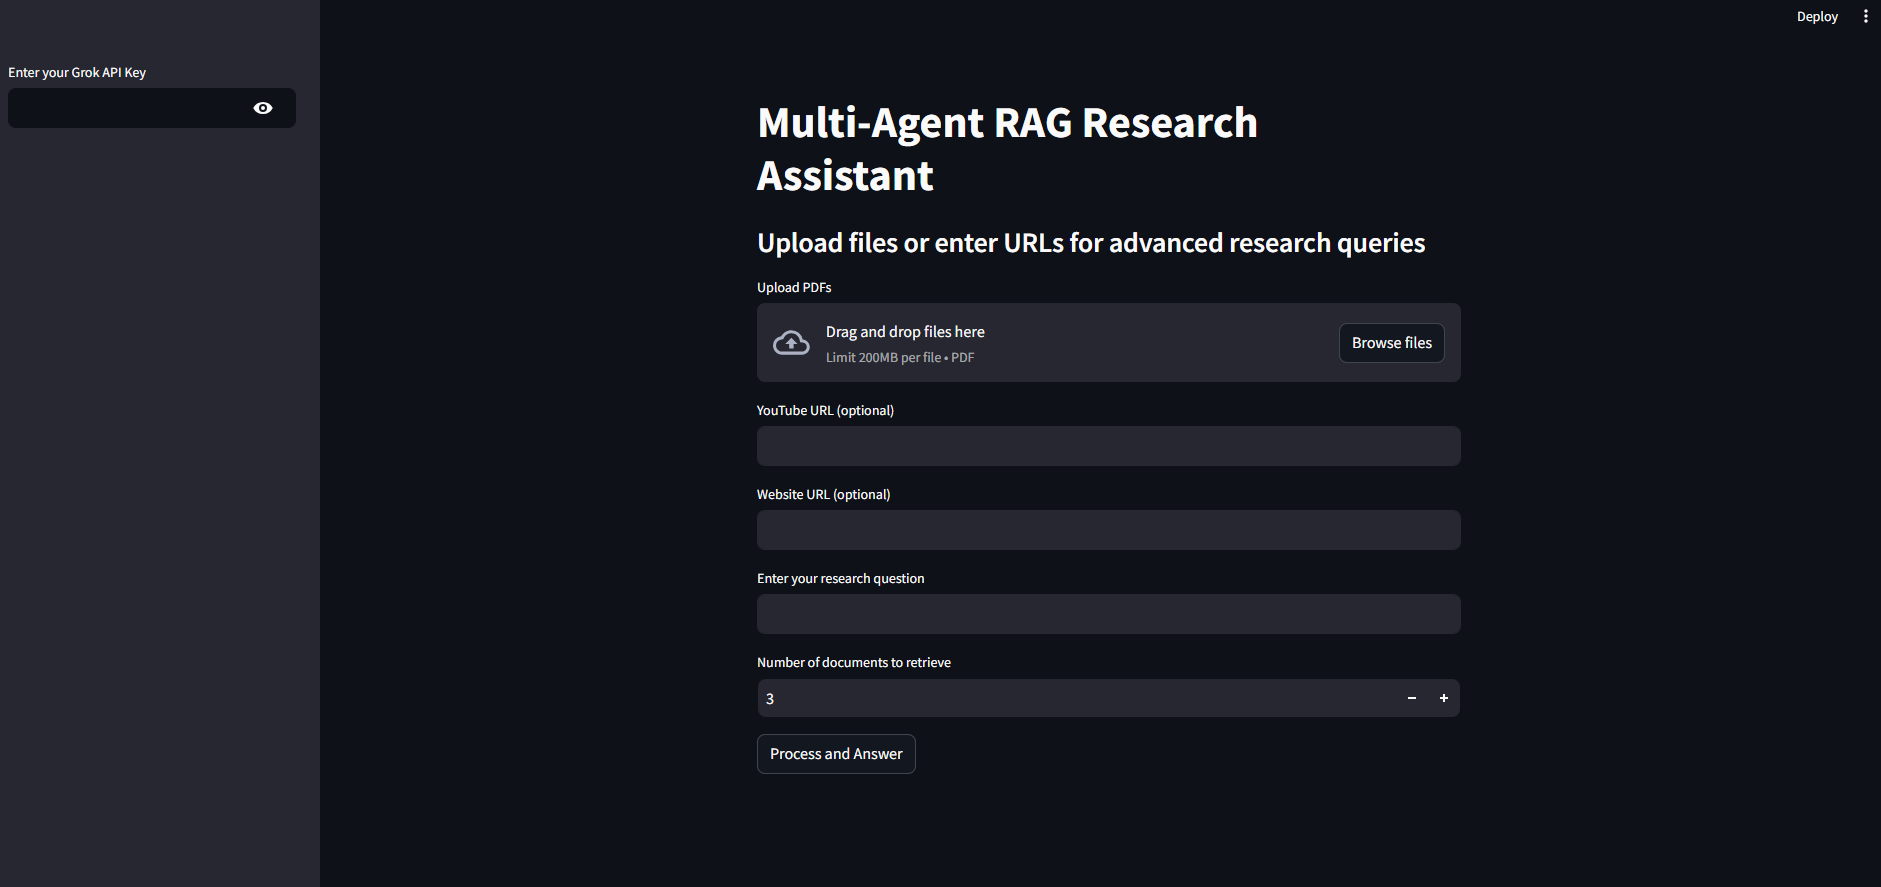 Deploy
Enter your Grok API Key
Multi-Agent RAG Research
Assistant
Upload files or enter URLs for advanced research queries
Upload PDFs
Drag and drop files here
Limit 200MB per file • PDF
Browse files
YouTube URL (optional)
Website URL (optional)
Enter your research question
Number of documents to retrieve
3
Process and Answer